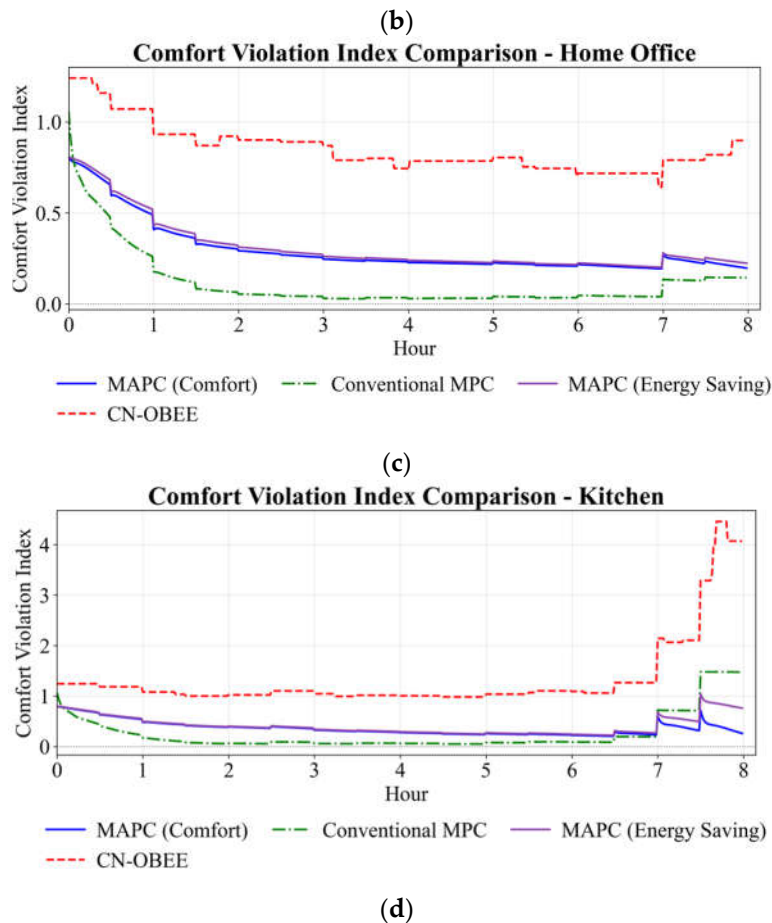 (b)
Comfort Violation Index Comparison - Home Office
Comfort Violation Index
1.0
0.5
0.0
0 1 2 3 4 5 6 7 8
Hour
MAPC (Comfort) Conventional MPC MAPC (Energy Saving)
CN-OBEE
(c)
Comfort Violation Index Comparison - Kitchen
Comfort Violation Index
4
3
2
1
0
0 1 2 3 4 5 6 7 8
Hour
MAPC (Comfort) Conventional MPC MAPC (Energy Saving)
CN-OBEE
(d)